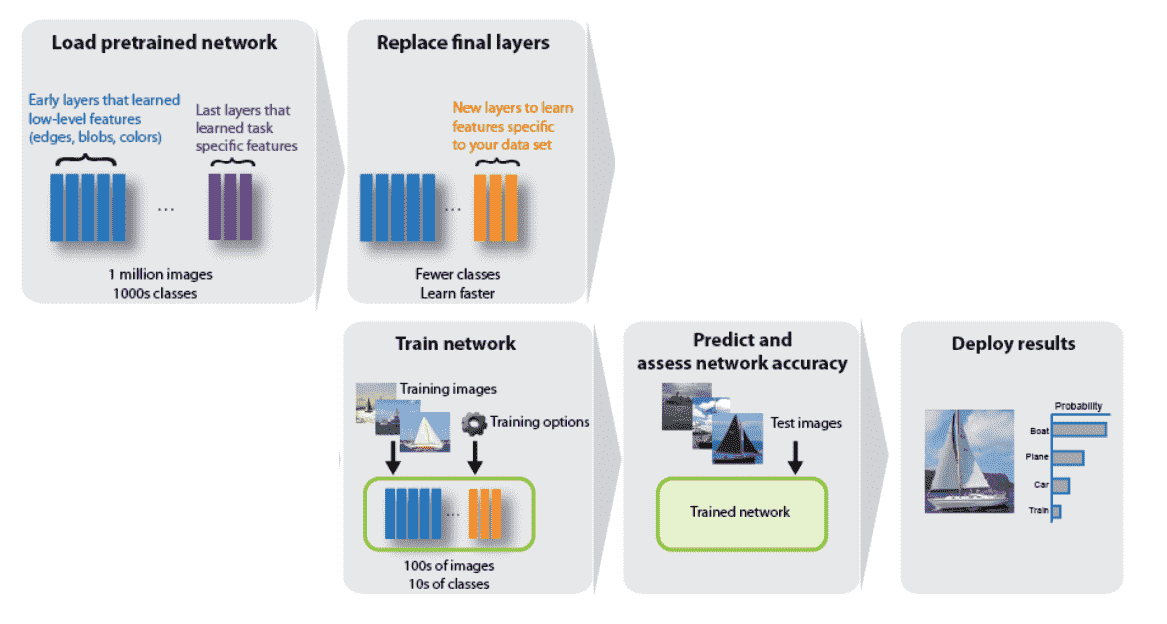 Load pretrained network
Early layers that learned
low-level features
(edges, blobs, colors)
Last layers that
learned task
specific features
...
1 million images
1000s classes
Replace final layers
New layers to learn
features specific
to your data set
...
Fewer classes
Learn faster
Train network
Training images
Training options
...
100s of images
10s of classes
Predict and
assess network accuracy
Test images
Trained network
Deploy results
Probability
Boat
Plane
Car
Train